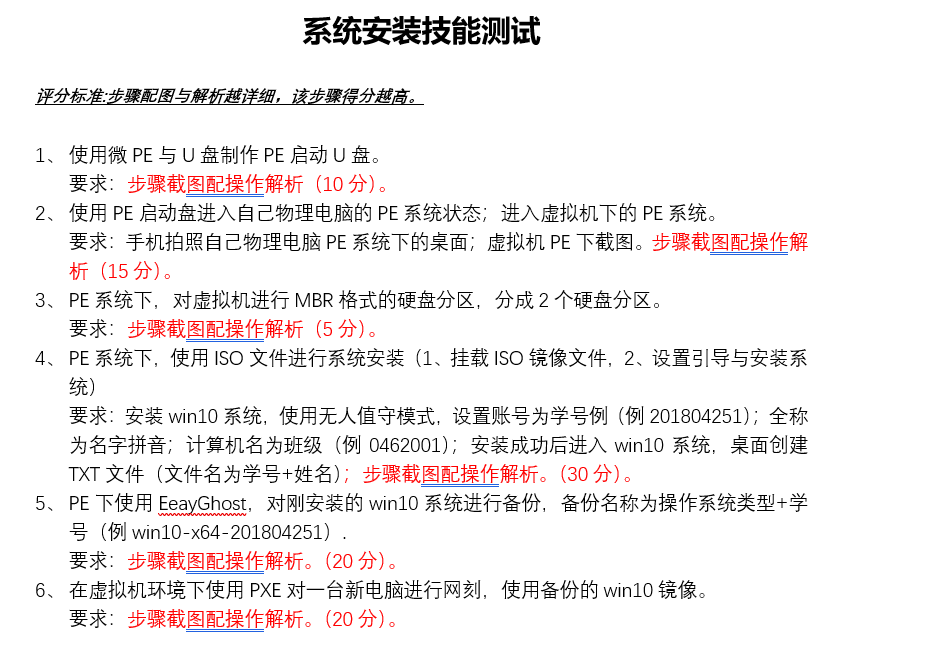 系统安装技能测试
评分标准:步骤配图与解析越详细，该步骤得分越高。
1、 使用微 PE 与 U 盘制作 PE 启动 U 盘。
要求：步骤截图配操作解析（10 分）。
2、 使用 PE 启动盘进入自己物理电脑的 PE 系统状态；进入虚拟机下的 PE 系统。
要求：手机拍照自己物理电脑 PE 系统下的桌面；虚拟机 PE 下截图。步骤截图配操作解
析（15 分）。
3、 PE 系统下，对虚拟机进行 MBR 格式的硬盘分区，分成 2 个硬盘分区。
要求：步骤截图配操作解析（5 分）。
4、 PE 系统下，使用 ISO 文件进行系统安装（1、挂载 ISO 镜像文件，2、设置引导与安装系
统）
要求：安装 win10 系统，使用无人值守模式，设置账号为学号例（例 201804251）；全称
为名字拼音；计算机名为班级（例 0462001）；安装成功后进入 win10 系统，桌面创建
TXT 文件（文件名为学号+姓名）；步骤截图配操作解析。（30 分）。
5、 PE 下使用 EeayGhost，对刚安装的 win10 系统进行备份，备份名称为操作系统类型+学
号（例 win10-x64-201804251）.
要求：步骤截图配操作解析。（20 分）。
6、 在虚拟机环境下使用 PXE 对一台新电脑进行网刻，使用备份的 win10 镜像。
要求：步骤截图配操作解析。（20 分）。